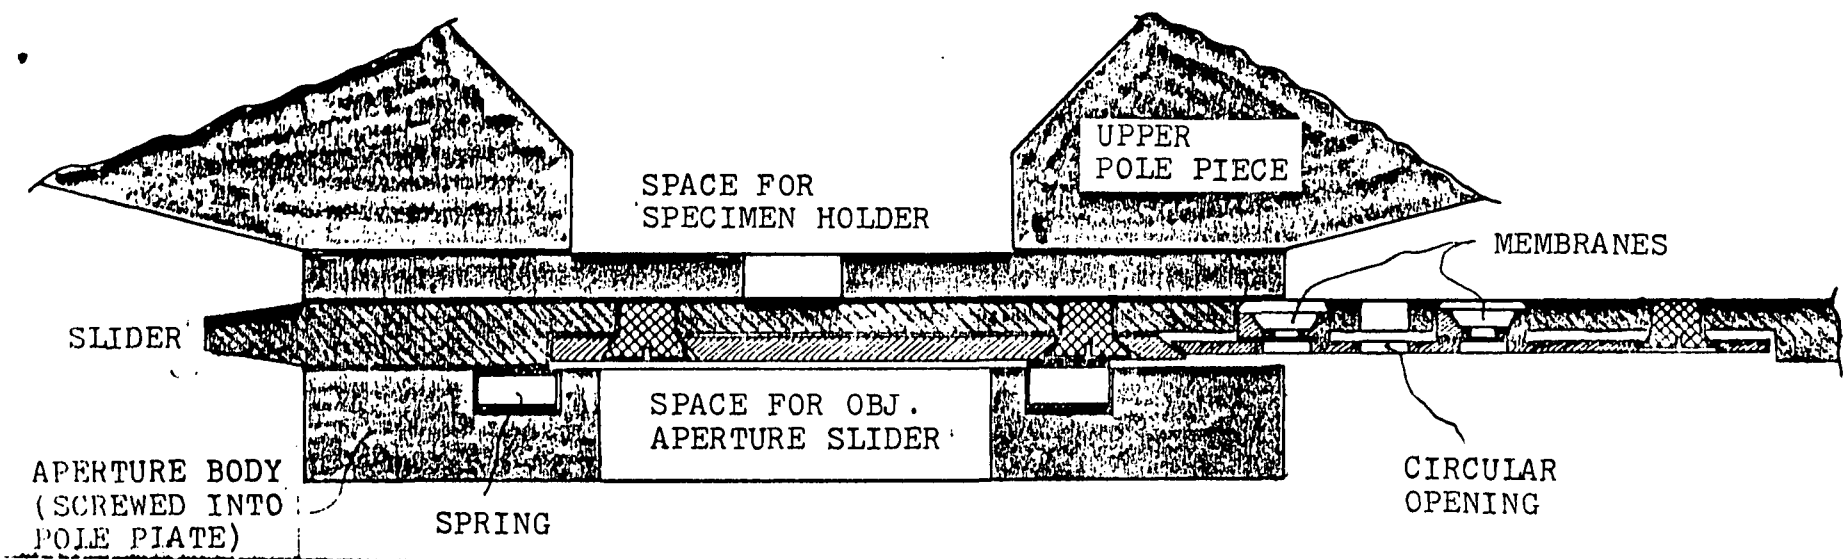 UPPER
POLE PIECE
SPACE FOR
SPECIMEN HOLDER
MEMBRANES
SLIDER
SPACE FOR OBJ.
APERTURE SLIDER
APERTURE BODY
(SCREWED INTO
POLE PIATE)
SPRING
CIRCULAR
OPENING